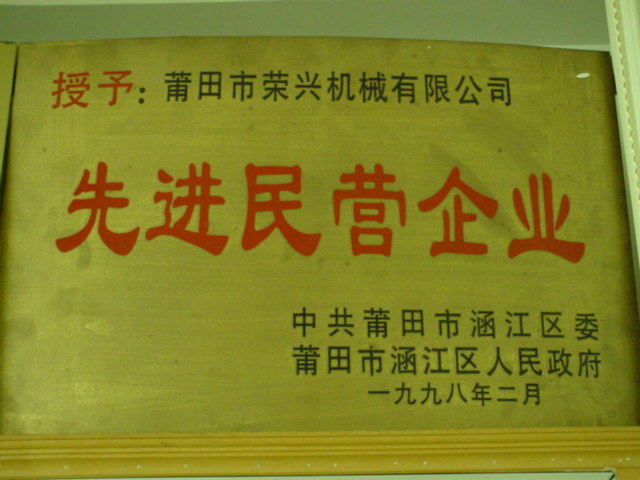 授予：莆田市荣兴机械有限公司
先进民营企业
中共莆田市涵江区委
莆田市涵江区人民政府
一九九八年二月